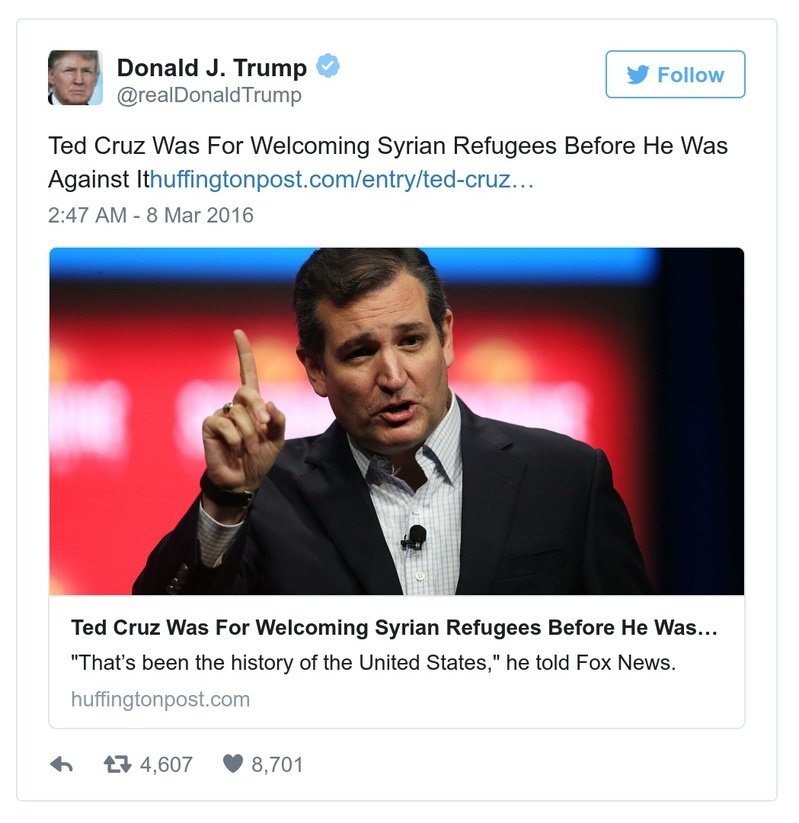 Donald J. Trump
@realDonaldTrump
Follow
Ted Cruz Was For Welcoming Syrian Refugees Before He Was
Against Ithuffingtonpost.com/entry/ted-cruz…
2:47 AM - 8 Mar 2016
Ted Cruz Was For Welcoming Syrian Refugees Before He Was…
"That’s been the history of the United States," he told Fox News.
huffingtonpost.com
4,607
8,701